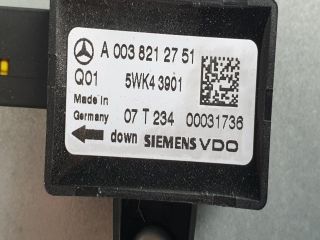 A 003 821 27 51
Q01 5WK4 3901
Made in
Germany 07 T 234 00031736
down SIEMENS VDO